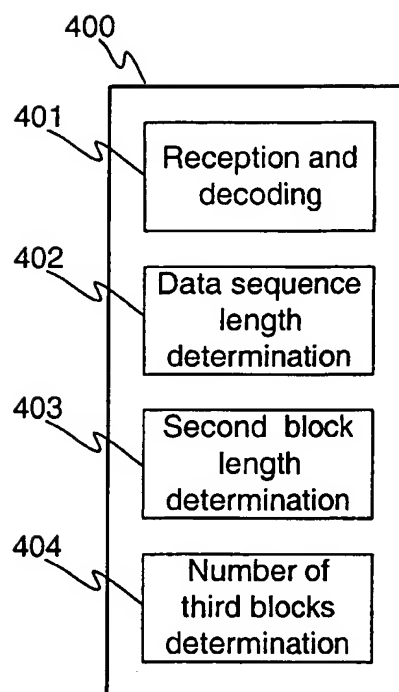 400
401
Reception and
decoding
402
Data sequence
length
determination
403
Second block
length
determination
404
Number of
third blocks
determination